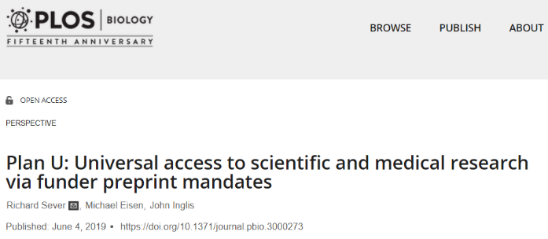 PLOS | BIOLOGY
FIFTEENTH ANNIVERSARY
BROWSE PUBLISH ABOUT
OPEN ACCESS
PERSPECTIVE
Plan U: Universal access to scientific and medical research
via funder preprint mandates
Richard Sever, Michael Eisen, John Inglis
Published: June 4, 2019 • https://doi.org/10.1371/journal.pbio.3000273